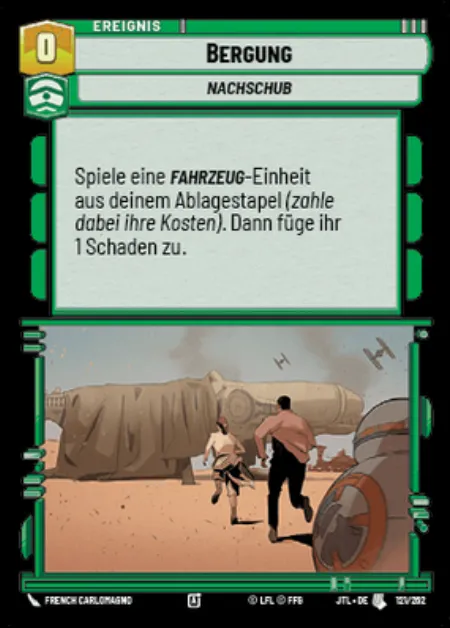 EREIGNIS
0
BERGUNG
NACHSCHUB
Spiele eine FAHRZEUG-Einheit
aus deinem Ablagestapel (zahle
dabei ihre Kosten). Dann füge ihr
1 Schaden zu.
FRENCH CARLOMAGNO
© LFL © FFG
JTL • DE
121/262